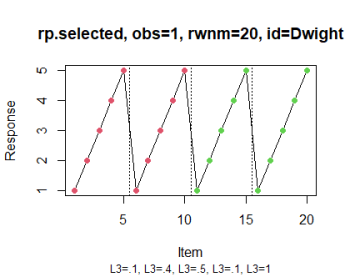 rp.selected, obs=1, rwnm=20, id=Dwight
Response
5
4
3
2
1
5 10 15 20
Item
L3=.1, L3=.4, L3=.5, L3=.1, L3=1